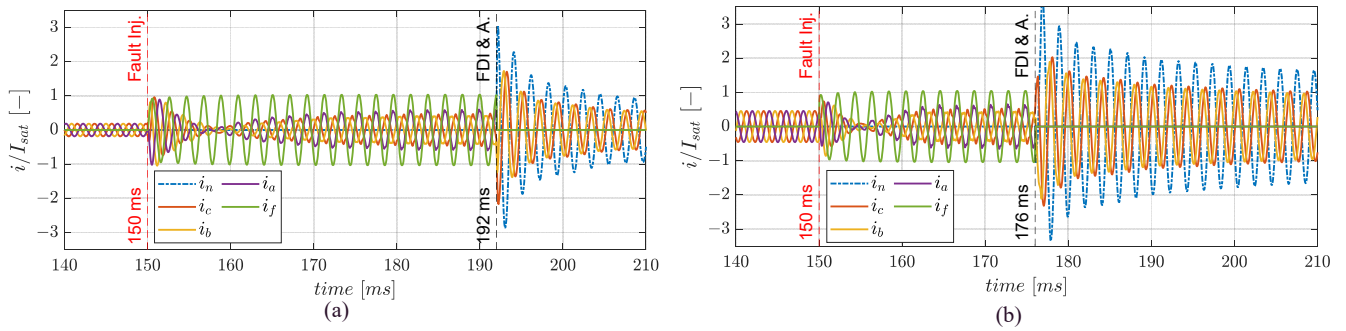 3
2
1
0
-1
-2
-3
i/I_sat [−]
Fault Inj.
150 ms
FDI & A.
192 ms
i_n i_a
i_c i_f
i_b
140 150 160 170 180 190 200 210
time [ms]
(a)
3
2
1
0
-1
-2
-3
i/I_sat [−]
Fault Inj.
150 ms
FDI & A.
176 ms
i_n i_a
i_c i_f
i_b
140 150 160 170 180 190 200 210
time [ms]
(b)